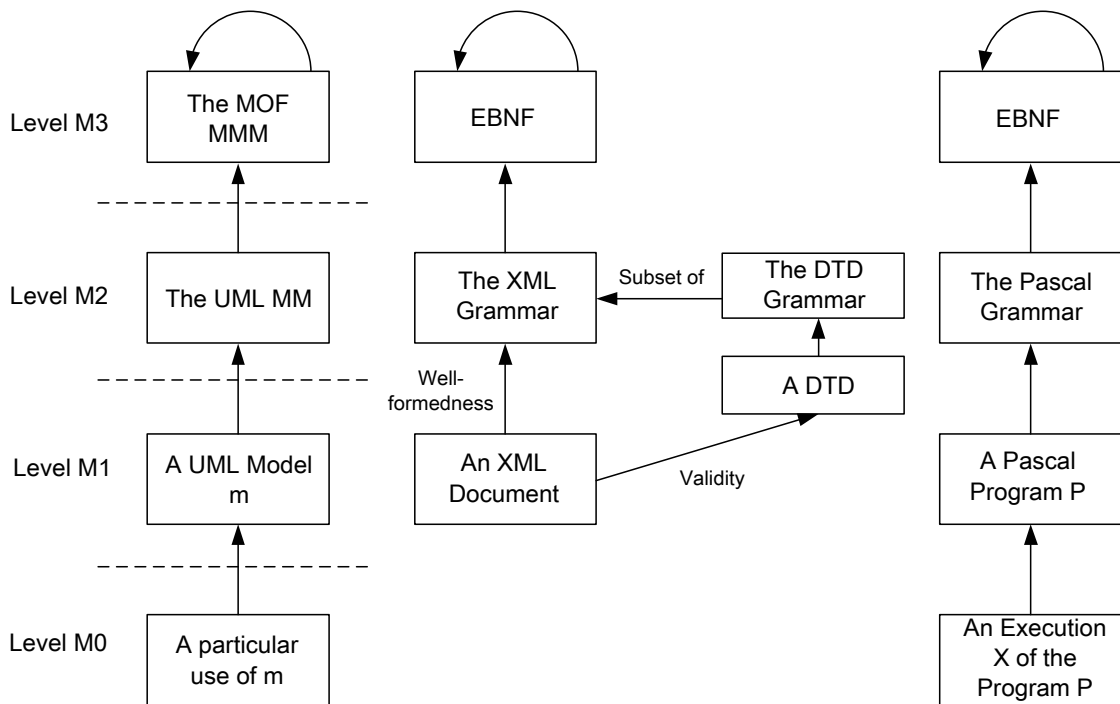 Level M3
The MOF
MMM
EBNF
EBNF
Level M2
The UML MM
The XML
Grammar
Subset of
The DTD
Grammar
The Pascal
Grammar
Well-
formedness
A DTD
Level M1
A UML Model
m
An XML
Document
Validity
A Pascal
Program P
Level M0
A particular
use of m
An Execution
X of the
Program P